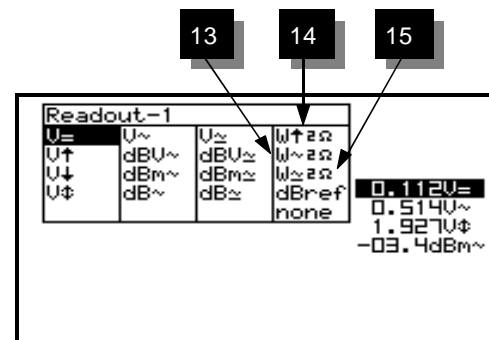 13 14 15
Readout-1
V= V~ V≃ W↑2Ω
V↑ dBV~ dBV≃ W~2Ω
V↓ dBm~ dBm≃ W≃2Ω
V⇕ dB~ dB≃ dBref
none
0.112V=
0.514V~
1.927V⇕
-03.4dBm~